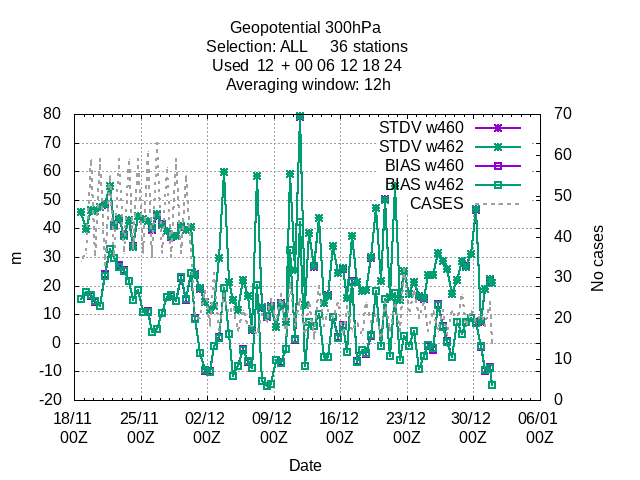 Geopotential 300hPa
Selection: ALL 36 stations
Used 12 + 00 06 12 18 24
Averaging window: 12h
80 70
70
60 60
50 50
40 40
30 30
20 20
10
0 10
-10
-20 0
m
No cases
STDV w460
STDV w462
BIAS w460
BIAS w462
CASES
18/11 25/11 02/12 09/12 16/12 23/12 30/12 06/01
00Z 00Z 00Z 00Z 00Z 00Z 00Z 00Z
Date